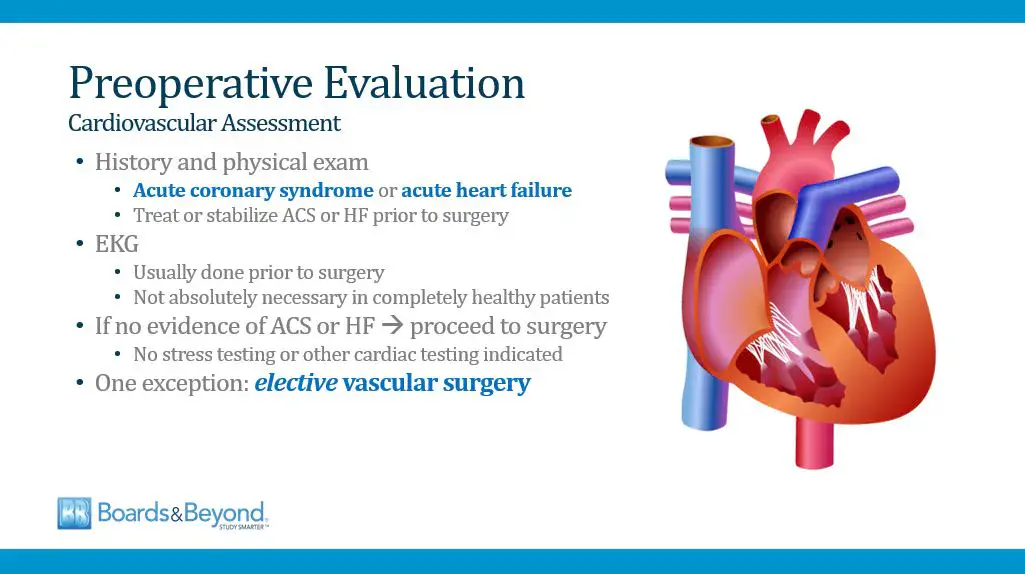 Preoperative Evaluation
Cardiovascular Assessment
• History and physical exam
• Acute coronary syndrome or acute heart failure
• Treat or stabilize ACS or HF prior to surgery
• EKG
• Usually done prior to surgery
• Not absolutely necessary in completely healthy patients
• If no evidence of ACS or HF → proceed to surgery
• No stress testing or other cardiac testing indicated
• One exception: elective vascular surgery
BB Boards&Beyond®
STUDY SMARTER™